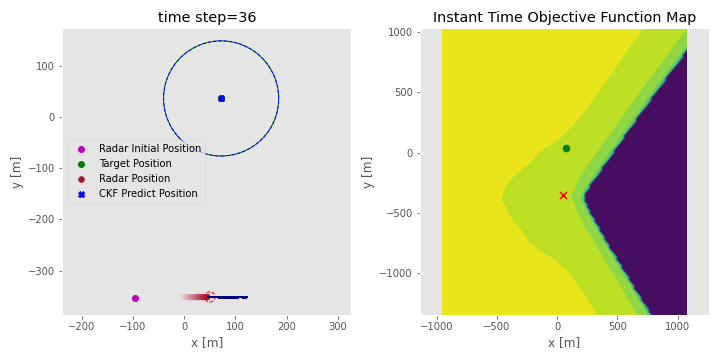 time step=36
y [m]
100
0
−100
−200
−300
Radar Initial Position
Target Position
Radar Position
CKF Predict Position
−200
−100
0
100
200
300
x [m]
Instant Time Objective Function Map
y [m]
1000
500
0
−500
−1000
−1000
−500
0
500
1000
x [m]